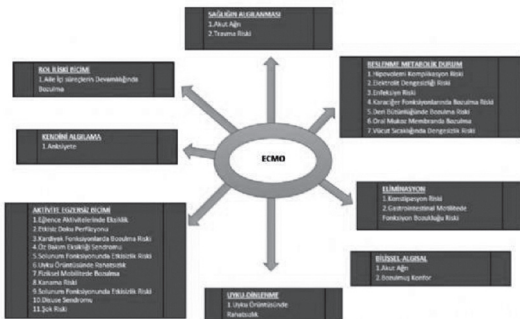 SAĞLIĞIN ALGILANMASI
1.Akut Ağrı
2.Travma Riski
ROL İLİŞKİ BİÇİMİ
1.Aile İçi süreçlerin Devamlılığında
Bozulma
BESLENME METABOLİK DURUM
1.Hipovolemi Komplikasyon Riski
2.Elektrolit Dengesizliği Riski
3.Enfeksiyon Riski
4.Karaciğer Fonksiyonlarında Bozulma Riski
5.Deri Bütünlüğünde Bozulma Riski
6.Oral Mukoz Membranda Bozulma
7.Vücut Sıcaklığında Dengesizlik Riski
KENDİNİ ALGILAMA
1.Anksiyete
ECMO
ELİMİNASYON
1.Konstipasyon Riski
2.Gastrointestinal Motilitede
Fonksiyon Bozukluğu Riski
AKTİVİTE EGZERSİZ BİÇİMİ
1.Eğlence Aktivitelerinde Eksiklik
2.Etkisiz Doku Perfüzyonu
3.Kardiyak Fonksiyonlarda Bozulma Riski
4.Öz Bakım Eksikliği Sendromu
5.Solunum Fonksiyonunda Etkisizlik Riski
6.Uyku Örüntüsünde Rahatsızlık
7.Fiziksel Mobilitede Bozulma
8.Kanama Riski
9.Solunum Fonksiyonunda Etkisizlik Riski
10.Disuse Sendromu
11.Şok Riski
BİLİŞSEL-ALGISAL
1.Akut Ağrı
2.Bozulmuş Konfor
UYKU-DİNLENME
1.Uyku Örüntüsünde
Rahatsızlık